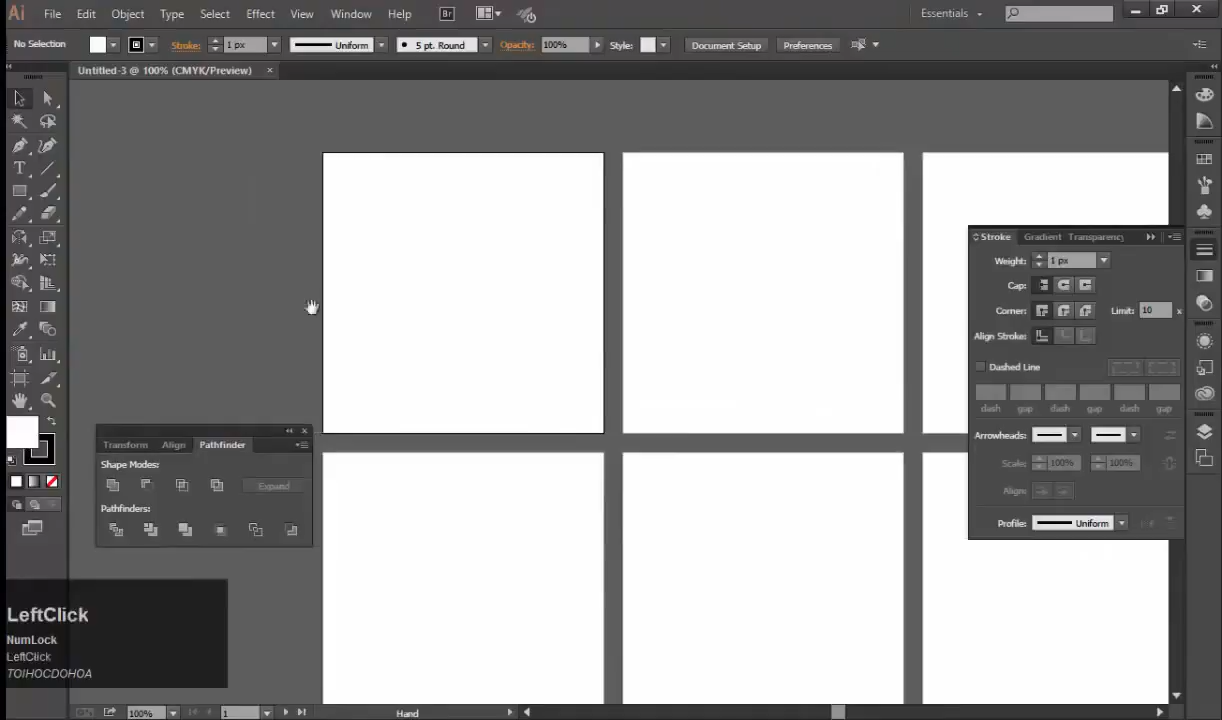 Ai File Edit Object Type Select Effect View Window Help Br Essentials
No Selection Stroke: 1 px Uniform 5 pt. Round Opacity: 100% Style: Document Setup Preferences
Untitled-3 @ 100% (CMYK/Preview) ×
Stroke Gradient Transparency
Weight: 1 px
Cap:
Corner: Limit: 10 x
Align Stroke:
Dashed Line
dash gap dash gap dash gap
Arrowheads:
Scale: 100% 100%
Align:
Profile: Uniform
Transform Align Pathfinder
Shape Modes:
Expand
Pathfinders:
LeftClick
NumLock
LeftClick
TOIHOCDOHOA
100% 1 Hand